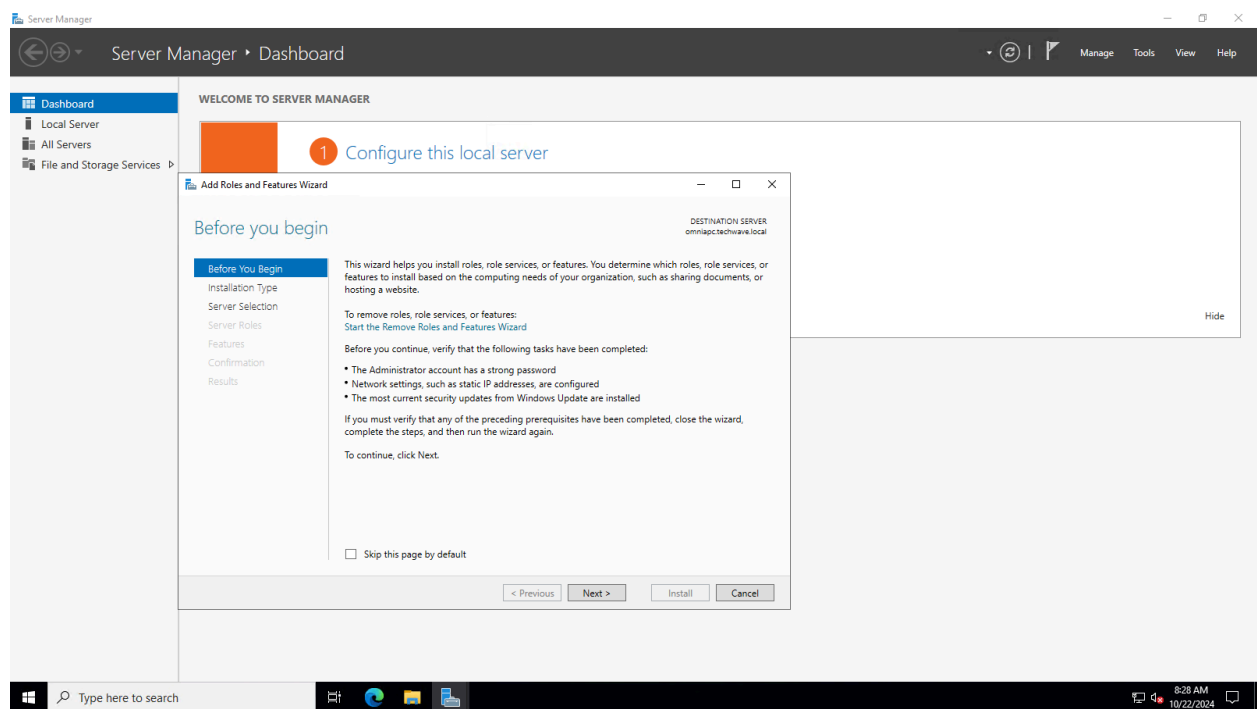 Server Manager
Server Manager • Dashboard
Manage Tools View Help
Dashboard
Local Server
All Servers
File and Storage Services
WELCOME TO SERVER MANAGER
1 Configure this local server
Hide
Add Roles and Features Wizard
Before you begin
DESTINATION SERVER
omniapc.techwave.local
Before You Begin
Installation Type
Server Selection
Server Roles
Features
Confirmation
Results
This wizard helps you install roles, role services, or features. You determine which roles, role services, or
features to install based on the computing needs of your organization, such as sharing documents, or
hosting a website.
To remove roles, role services, or features:
Start the Remove Roles and Features Wizard
Before you continue, verify that the following tasks have been completed:
• The Administrator account has a strong password
• Network settings, such as static IP addresses, are configured
• The most current security updates from Windows Update are installed
If you must verify that any of the preceding prerequisites have been completed, close the wizard,
complete the steps, and then run the wizard again.
To continue, click Next.
Skip this page by default
< Previous Next > Install Cancel
Type here to search
8:28 AM
10/22/2024